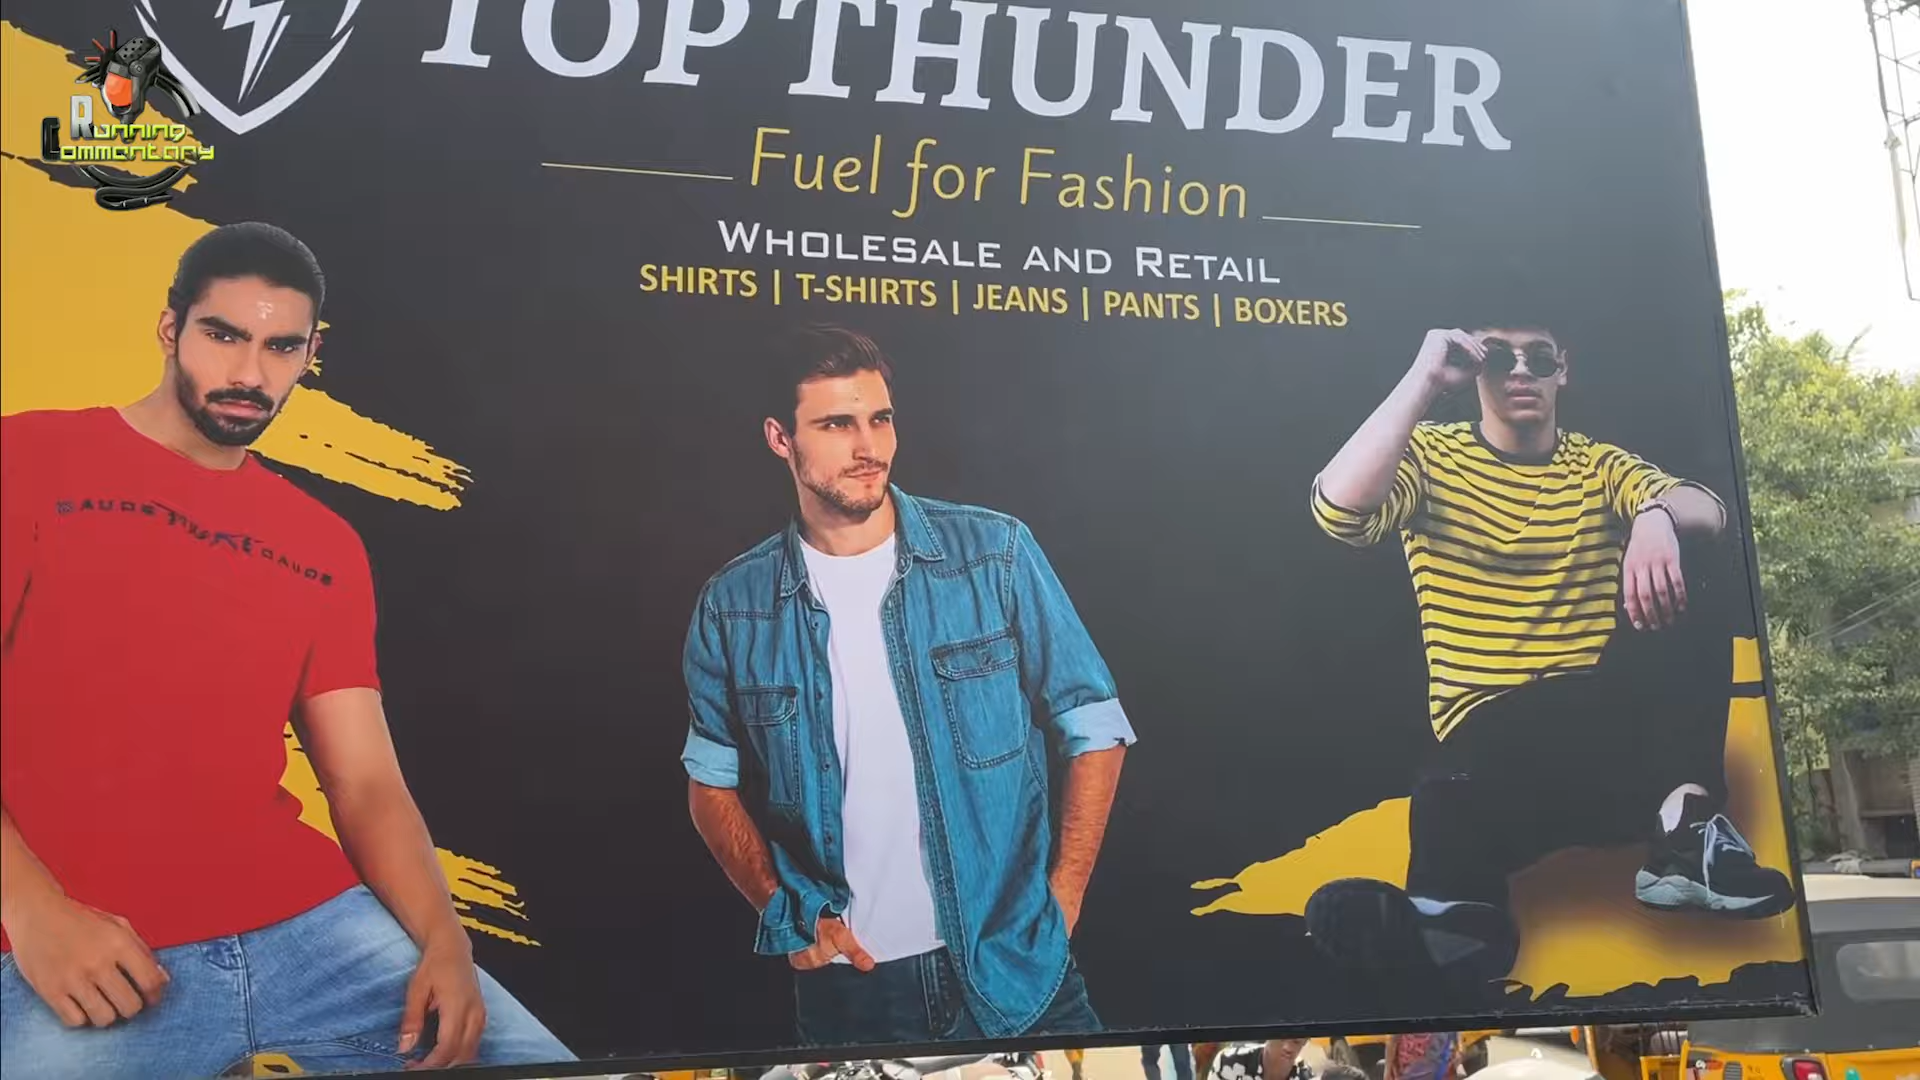 TOP THUNDER
Running
Commentary
Fuel for Fashion
WHOLESALE AND RETAIL
SHIRTS | T-SHIRTS | JEANS | PANTS | BOXERS